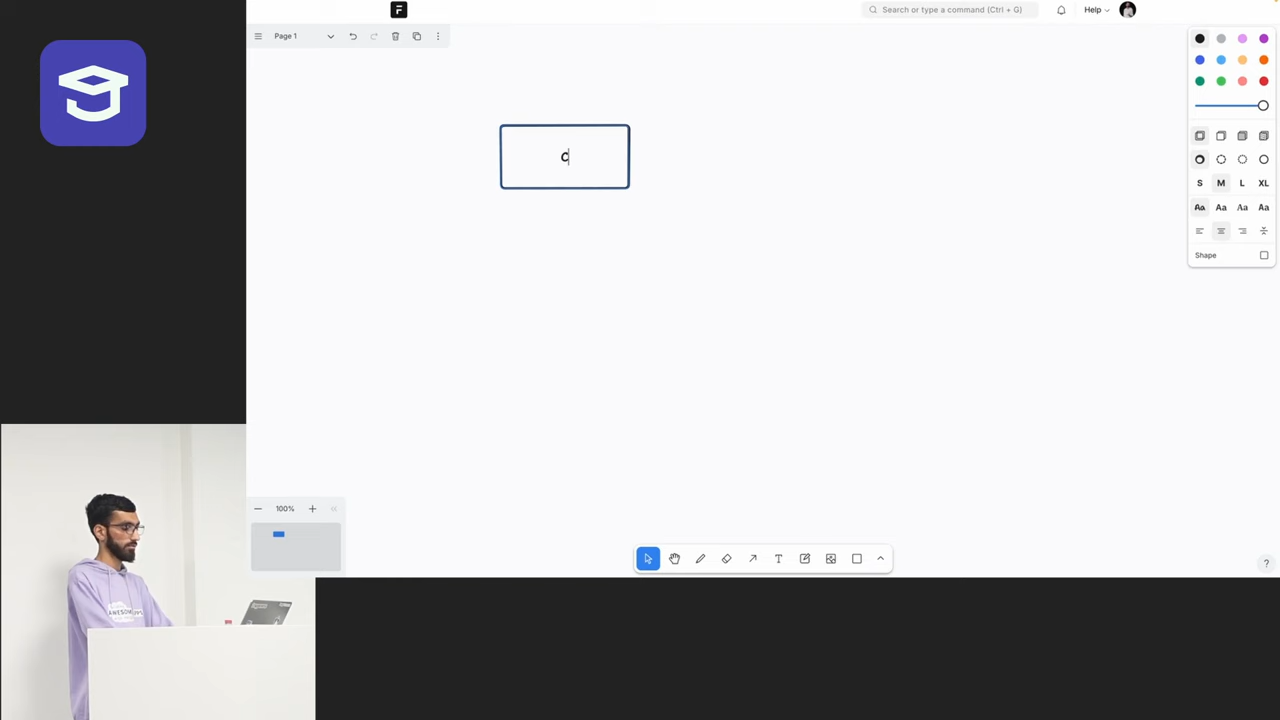 F
Search or type a command (Ctrl + G)
Help
Page 1
C
S M L XL
Aa Aa Aa Aa
Shape
100%
T
?